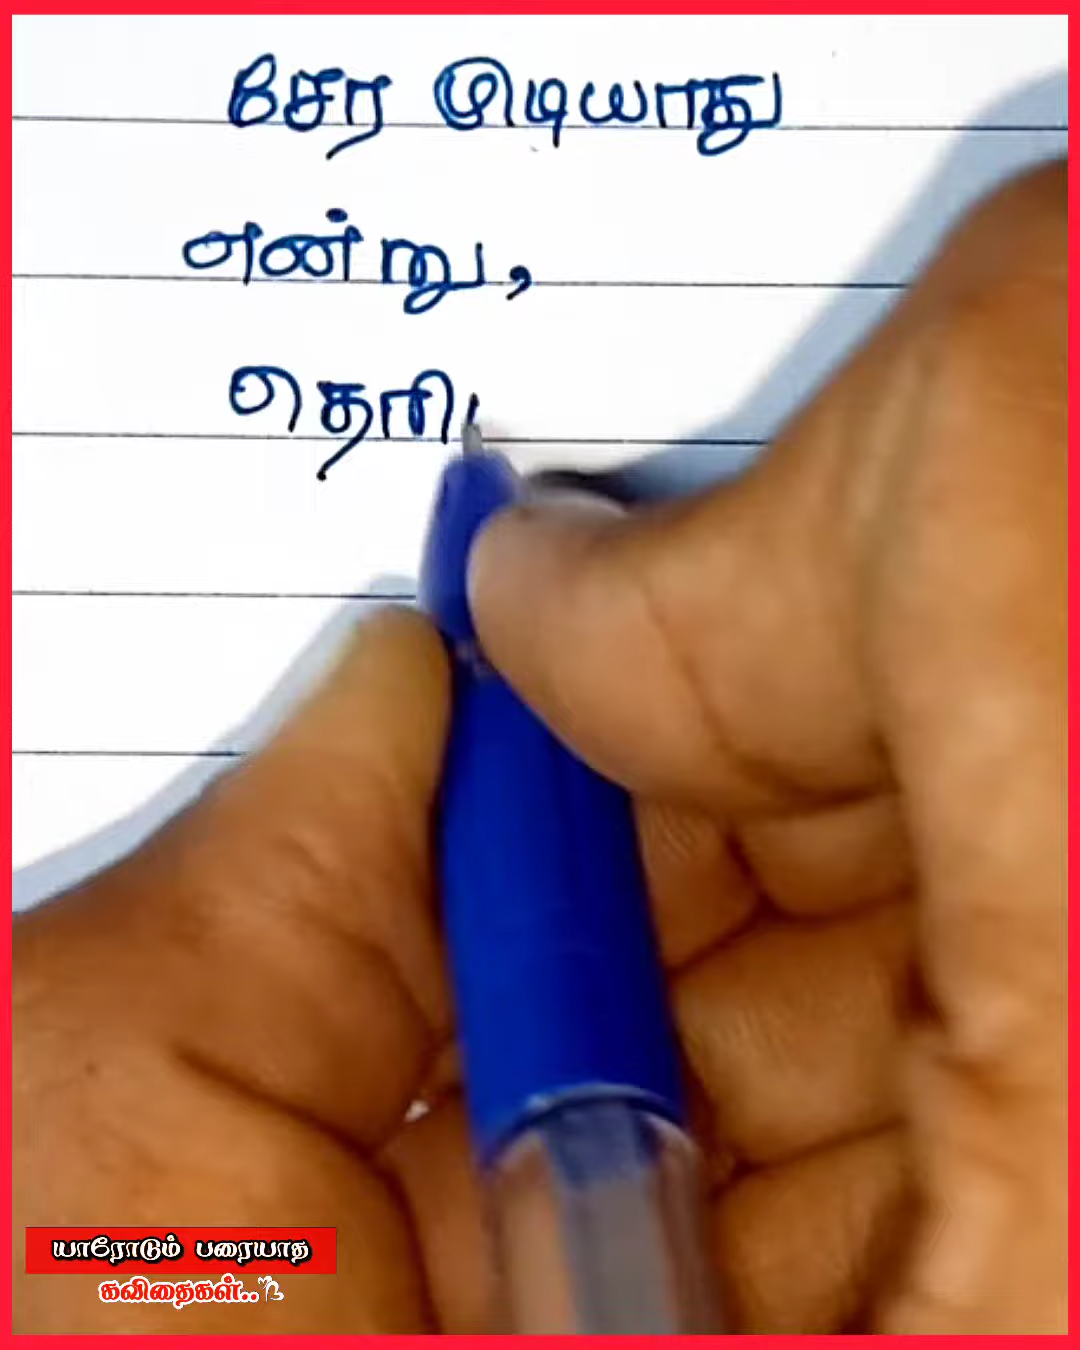 சேர முடியாது
என்று,
தெரி
யாரோடும் பரையாத
கவிதைகள்..